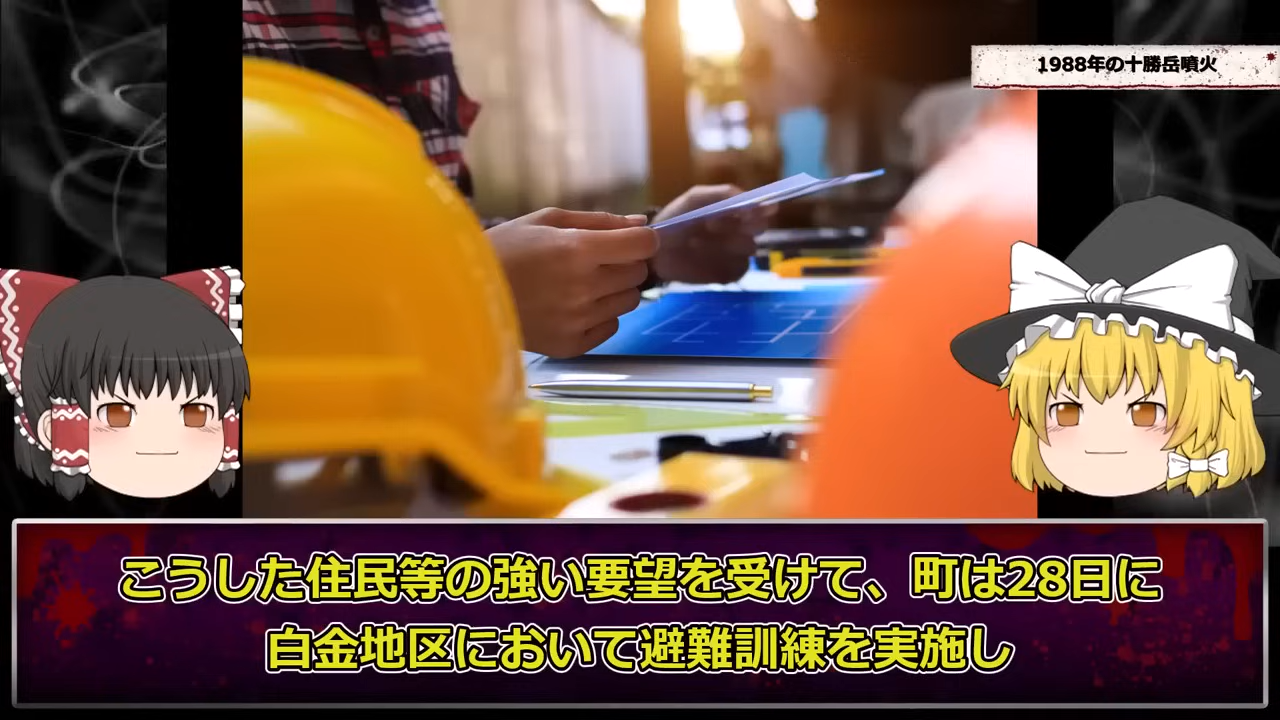 1988年の十勝岳噴火
こうした住民等の強い要望を受けて、町は28日に
白金地区において避難訓練を実施し